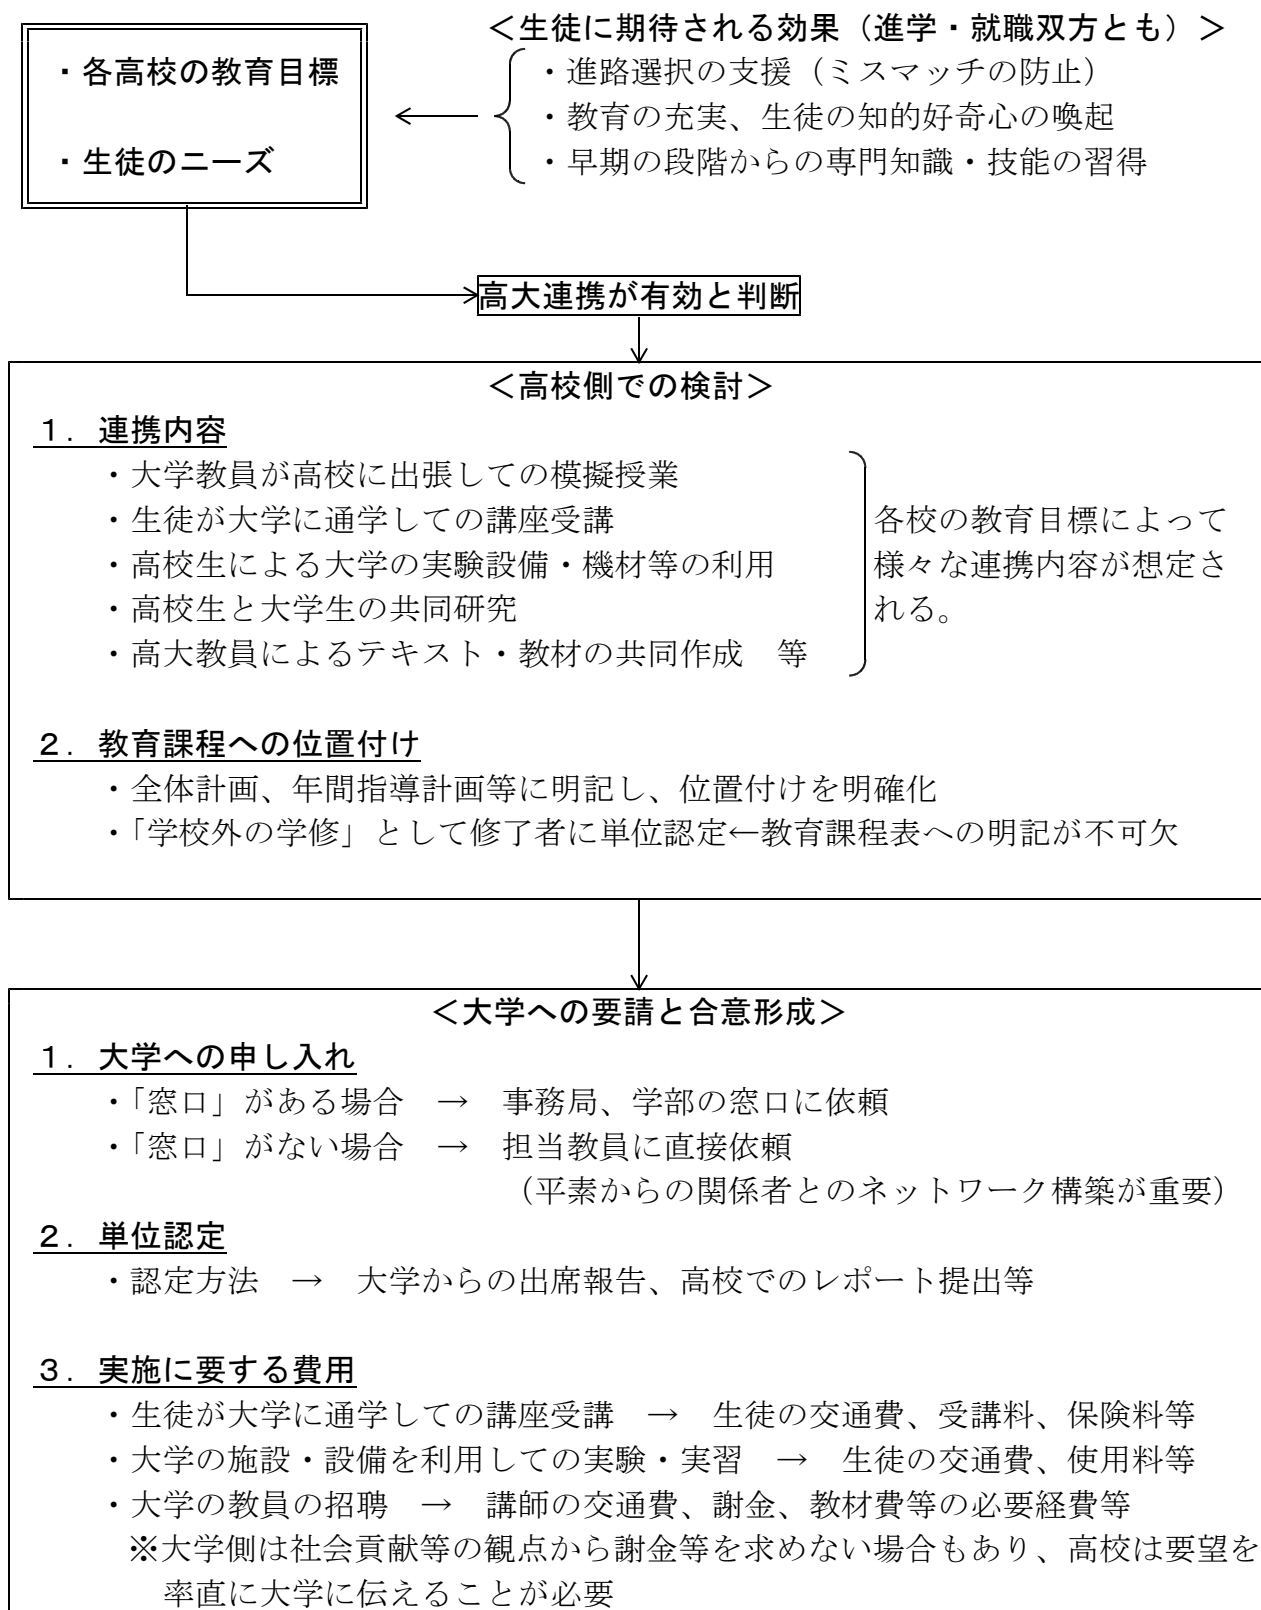 ・各高校の教育目標
・生徒のニーズ
＜生徒に期待される効果（進学・就職双方とも）＞
・進路選択の支援（ミスマッチの防止）
・教育の充実、生徒の知的好奇心の喚起
・早期の段階からの専門知識・技能の習得
高大連携が有効と判断
＜高校側での検討＞
１．連携内容
・大学教員が高校に出張しての模擬授業
・生徒が大学に通学しての講座受講
・高校生による大学の実験設備・機材等の利用
・高校生と大学生の共同研究
・高大教員によるテキスト・教材の共同作成　等
各校の教育目標によって
様々な連携内容が想定さ
れる。
２．教育課程への位置付け
・全体計画、年間指導計画等に明記し、位置付けを明確化
・「学校外の学修」として修了者に単位認定←教育課程表への明記が不可欠
＜大学への要請と合意形成＞
１．大学への申し入れ
・「窓口」がある場合　→　事務局、学部の窓口に依頼
・「窓口」がない場合　→　担当教員に直接依頼
（平素からの関係者とのネットワーク構築が重要）
２．単位認定
・認定方法　→　大学からの出席報告、高校でのレポート提出等
３．実施に要する費用
・生徒が大学に通学しての講座受講　→　生徒の交通費、受講料、保険料等
・大学の施設・設備を利用しての実験・実習　→　生徒の交通費、使用料等
・大学の教員の招聘　→　講師の交通費、謝金、教材費等の必要経費等
※大学側は社会貢献等の観点から謝金等を求めない場合もあり、高校は要望を
率直に大学に伝えることが必要